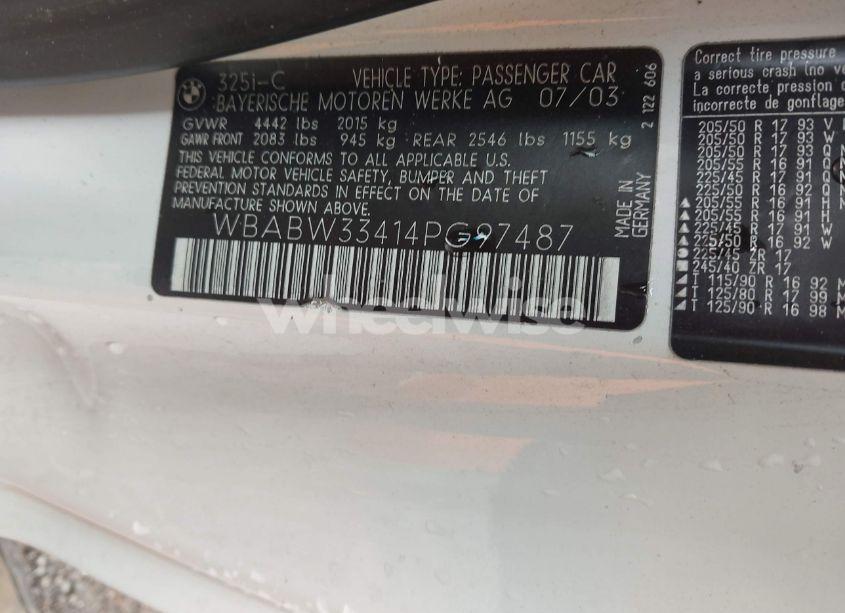 325i-C VEHICLE TYPE: PASSENGER CAR
BAYERISCHE MOTOREN WERKE AG 07/03
GVWR 4442 lbs 2015 kg
GAWR FRONT 2083 lbs 945 kg REAR 2546 lbs 1155 kg
THIS VEHICLE CONFORMS TO ALL APPLICABLE U.S.
FEDERAL MOTOR VEHICLE SAFETY, BUMPER AND THEFT
PREVENTION STANDARDS IN EFFECT ON THE DATE OF
MANUFACTURE SHOWN ABOVE.
WBABW33414PG97487
MADE IN
GERMANY
2 122 606
Correct tire pressure
a serious crash (no
La correcte pression
incorrecte de gonflage
205/50 R 17 93 V
205/50 R 17 93 W
205/50 R 17 93 Q
205/55 R 16 91 Q
225/45 R 17 91 Q
225/50 R 16 92 Q
205/55 R 16 91 H
205/55 R 16 91 H
225/45 R 17 91 W
225/50 R 16 92 W
225/45 ZR 17
245/40 ZR 17
T 115/90 R 16 92 M
T 125/80 R 17 99 M
T 125/90 R 16 98 M
wheelwise